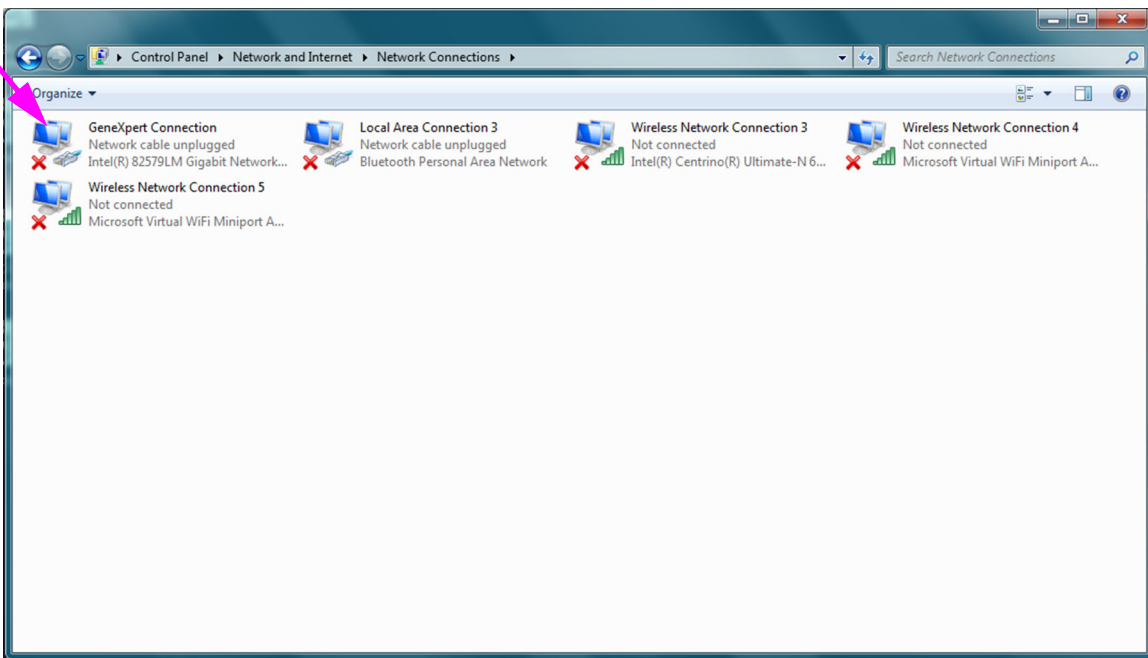 Control Panel Network and Internet Network Connections
Search Network Connections
Organize
GeneXpert Connection
Network cable unplugged
Intel(R) 82579LM Gigabit Network...
Local Area Connection 3
Network cable unplugged
Bluetooth Personal Area Network
Wireless Network Connection 3
Not connected
Intel(R) Centrino(R) Ultimate-N 6...
Wireless Network Connection 4
Not connected
Microsoft Virtual WiFi Miniport A...
Wireless Network Connection 5
Not connected
Microsoft Virtual WiFi Miniport A...